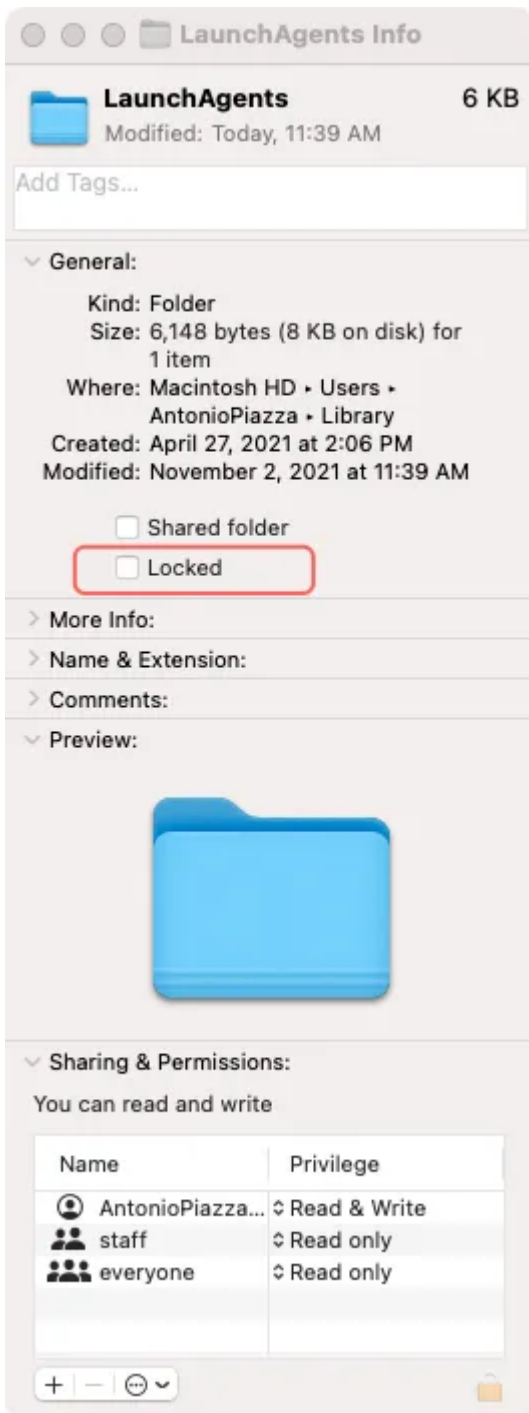 LaunchAgents Info
LaunchAgents 6 KB
Modified: Today, 11:39 AM
Add Tags...
General:
Kind: Folder
Size: 6,148 bytes (8 KB on disk) for
1 item
Where: Macintosh HD ▸ Users ▸
AntonioPiazza ▸ Library
Created: April 27, 2021 at 2:06 PM
Modified: November 2, 2021 at 11:39 AM
Shared folder
Locked
More Info:
Name & Extension:
Comments:
Preview:
Sharing & Permissions:
You can read and write
Name Privilege
AntonioPiazza... Read & Write
staff Read only
everyone Read only